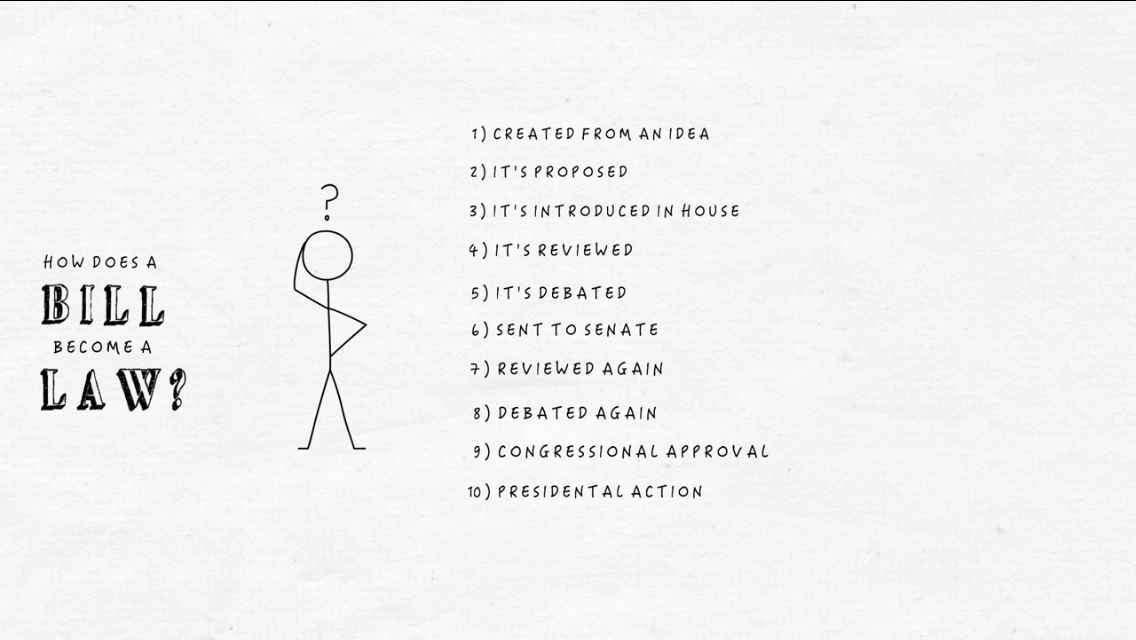 HOW DOES A
BILL
BECOME A
LAW?
?
1) CREATED FROM AN IDEA
2) IT'S PROPOSED
3) IT'S INTRODUCED IN HOUSE
4) IT'S REVIEWED
5) IT'S DEBATED
6) SENT TO SENATE
7) REVIEWED AGAIN
8) DEBATED AGAIN
9) CONGRESSIONAL APPROVAL
10) PRESIDENTAL ACTION